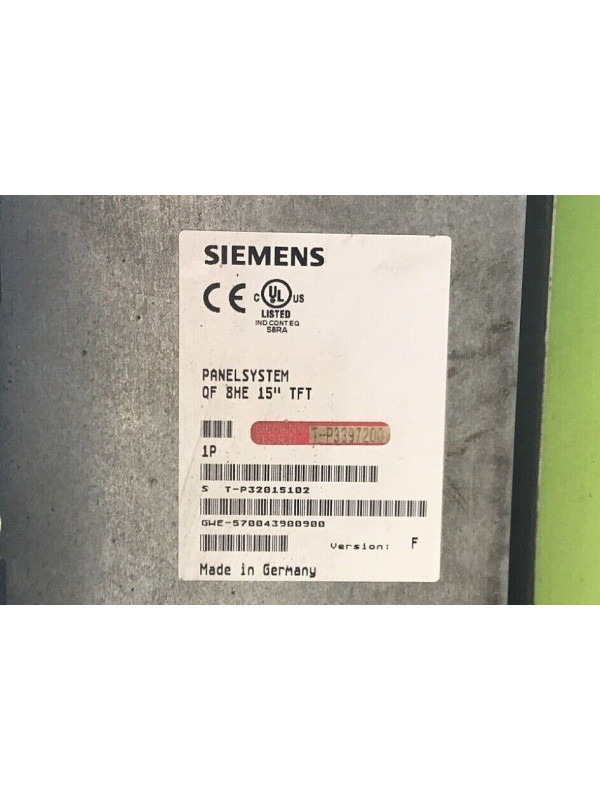 SIEMENS
CE
C UL US
LISTED
IND CONT EQ
58RA
PANELSYSTEM
QF 8HE 15" TFT
T-P3397200
1P
S T-P32015102
GWE-570043900900
Version: F
Made in Germany